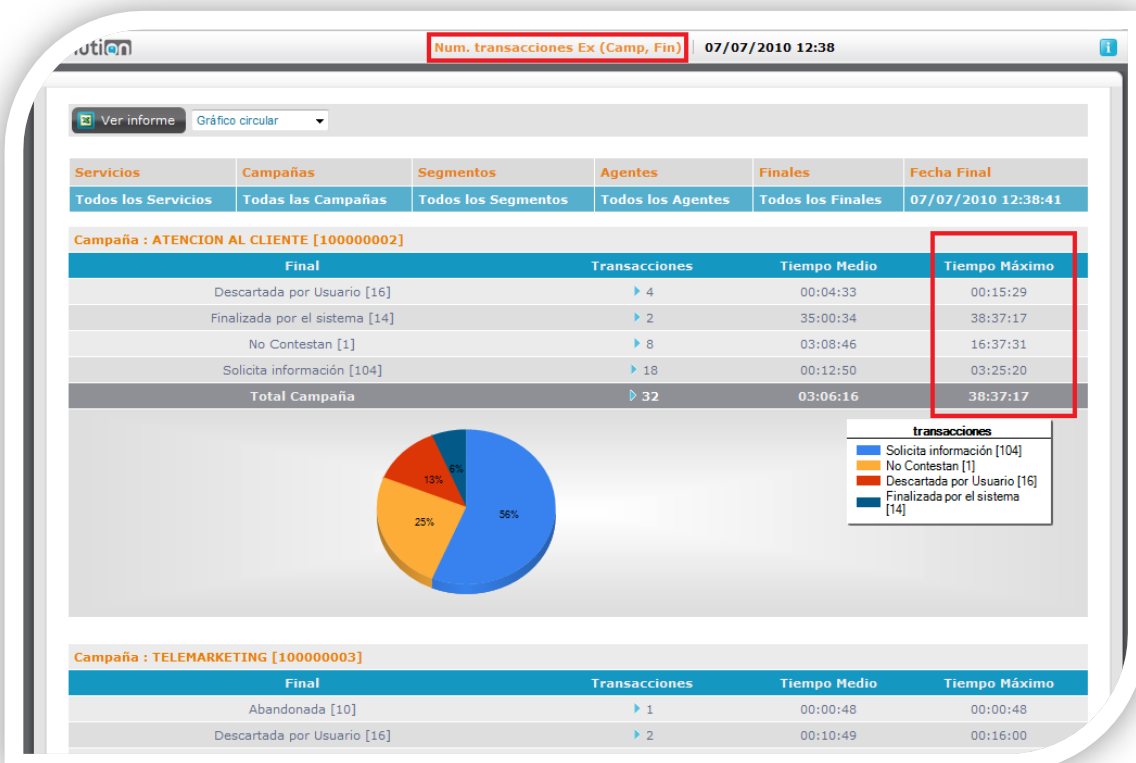 Num. transacciones Ex (Camp, Fin) 07/07/2010 12:38
Ver informe Gráfico circular
Servicios Campañas Segmentos Agentes Finales Fecha Final
Todos los Servicios Todas las Campañas Todos los Segmentos Todos los Agentes Todos los Finales 07/07/2010 12:38:41
Campaña : ATENCION AL CLIENTE [100000002]
Final Transacciones Tiempo Medio Tiempo Máximo
Descartada por Usuario [16] 4 00:04:33 00:15:29
Finalizada por el sistema [14] 2 35:00:34 38:37:17
No Contestan [1] 8 03:08:46 16:37:31
Solicita información [104] 18 00:12:50 03:25:20
Total Campaña 32 03:06:16 38:37:17
transacciones
Solicita información [104]
No Contestan [1]
Descartada por Usuario [16]
Finalizada por el sistema
[14]
6%
13%
25%
56%
Campaña : TELEMARKETING [100000003]
Final Transacciones Tiempo Medio Tiempo Máximo
Abandonada [10] 1 00:00:48 00:00:48
Descartada por Usuario [16] 2 00:10:49 00:16:00